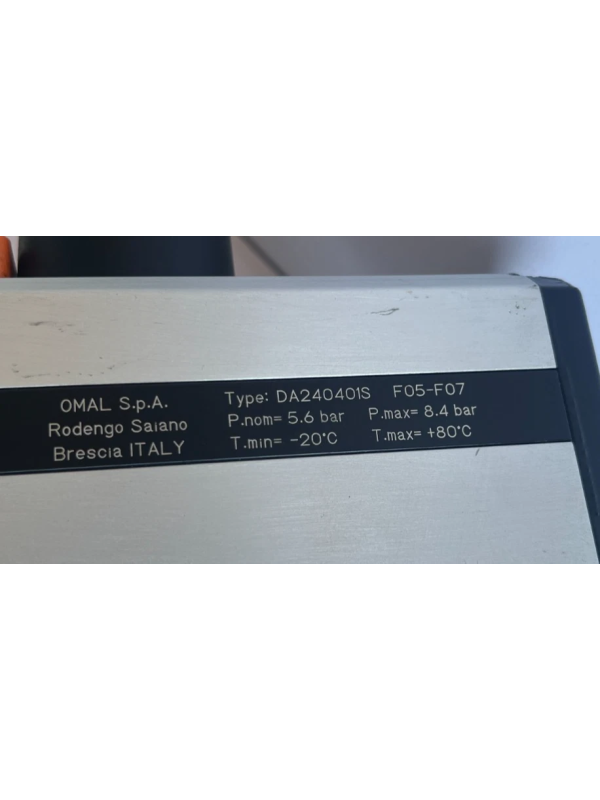 OMAL S.p.A.
Rodengo Saiano
Brescia ITALY
Type: DA240401S F05-F07
P.nom= 5.6 bar P.max= 8.4 bar
T.min= -20°C T.max= +80°C